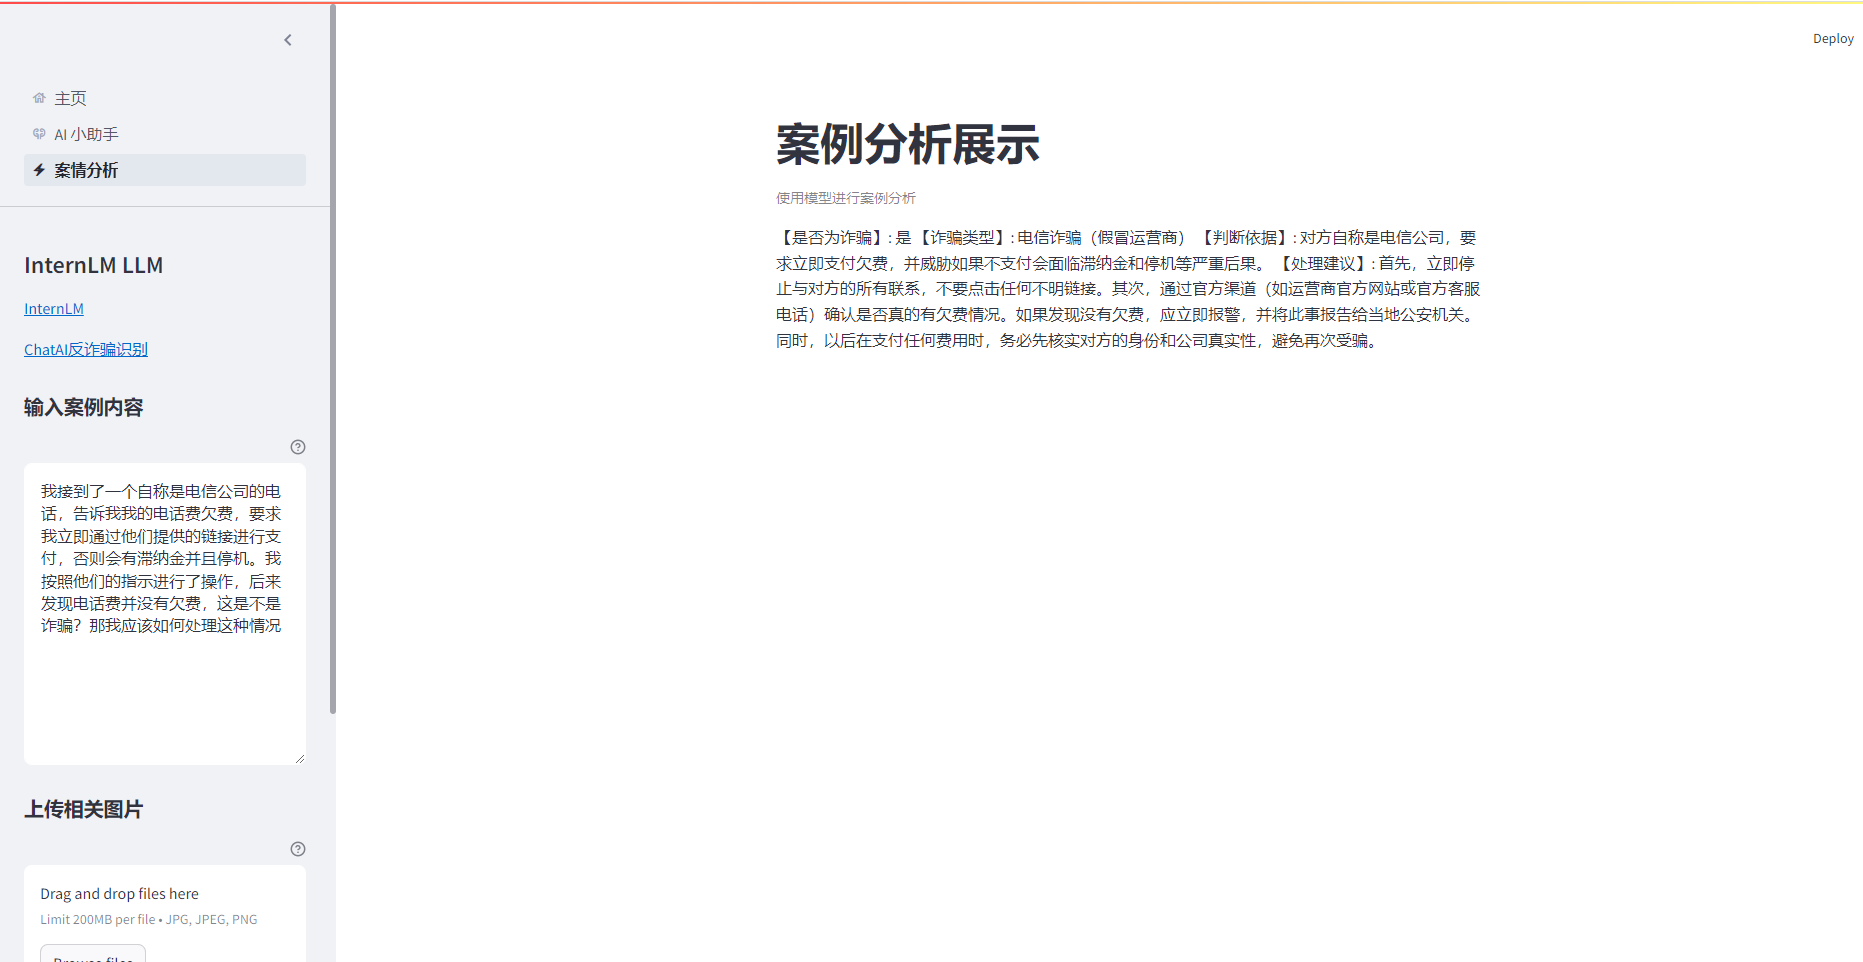 Deploy
主页
AI 小助手
案情分析
InternLM LLM
InternLM
ChatAI反诈骗识别
输入案例内容
我接到了一个自称是电信公司的电
话，告诉我我的电话费欠费，要求
我立即通过他们提供的链接进行支
付，否则会有滞纳金并且停机。我
按照他们的指示进行了操作，后来
发现电话费并没有欠费，这是不是
诈骗？那我应该如何处理这种情况
上传相关图片
Drag and drop files here
Limit 200MB per file • JPG, JPEG, PNG
Browse files
案例分析展示
使用模型进行案例分析
【是否为诈骗】: 是 【诈骗类型】: 电信诈骗（假冒运营商） 【判断依据】: 对方自称是电信公司，要
求立即支付欠费，并威胁如果不支付会面临滞纳金和停机等严重后果。 【处理建议】: 首先，立即停
止与对方的所有联系，不要点击任何不明链接。其次，通过官方渠道（如运营商官方网站或官方客服
电话）确认是否真的有欠费情况。如果发现没有欠费，应立即报警，并将此事报告给当地公安机关。
同时，以后在支付任何费用时，务必先核实对方的身份和公司真实性，避免再次受骗。